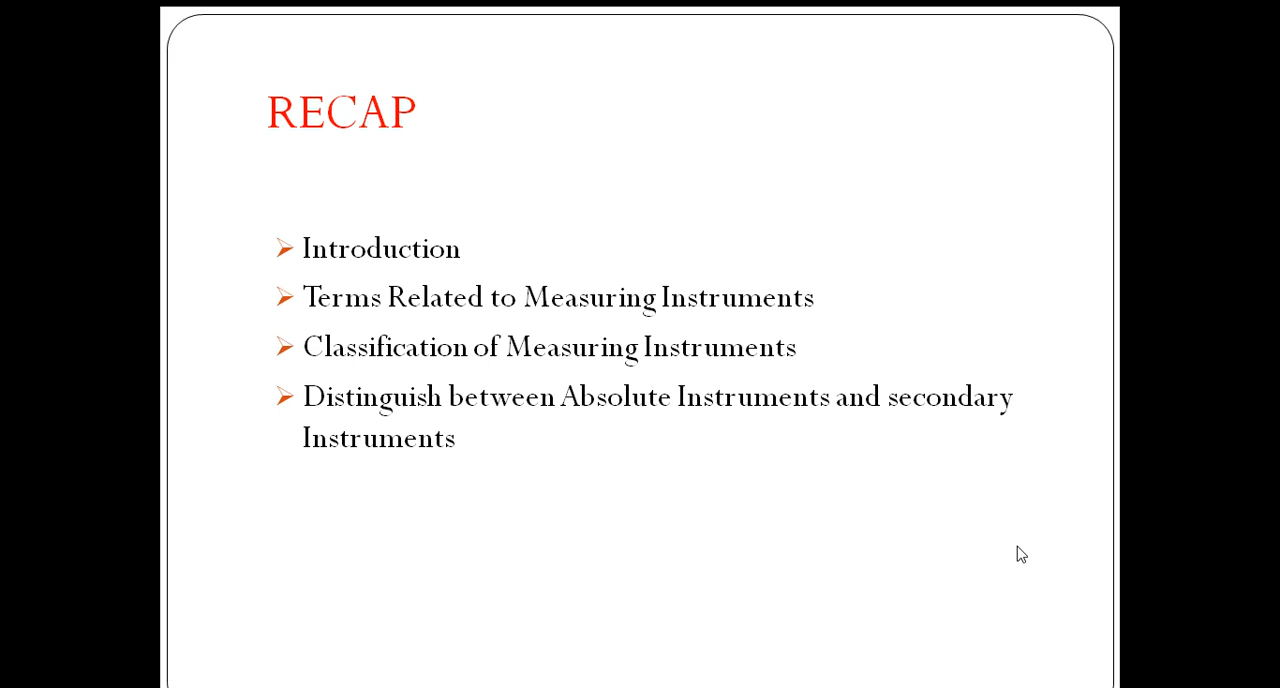 RECAP
Introduction
Terms Related to Measuring Instruments
Classification of Measuring Instruments
Distinguish between Absolute Instruments and secondary
Instruments